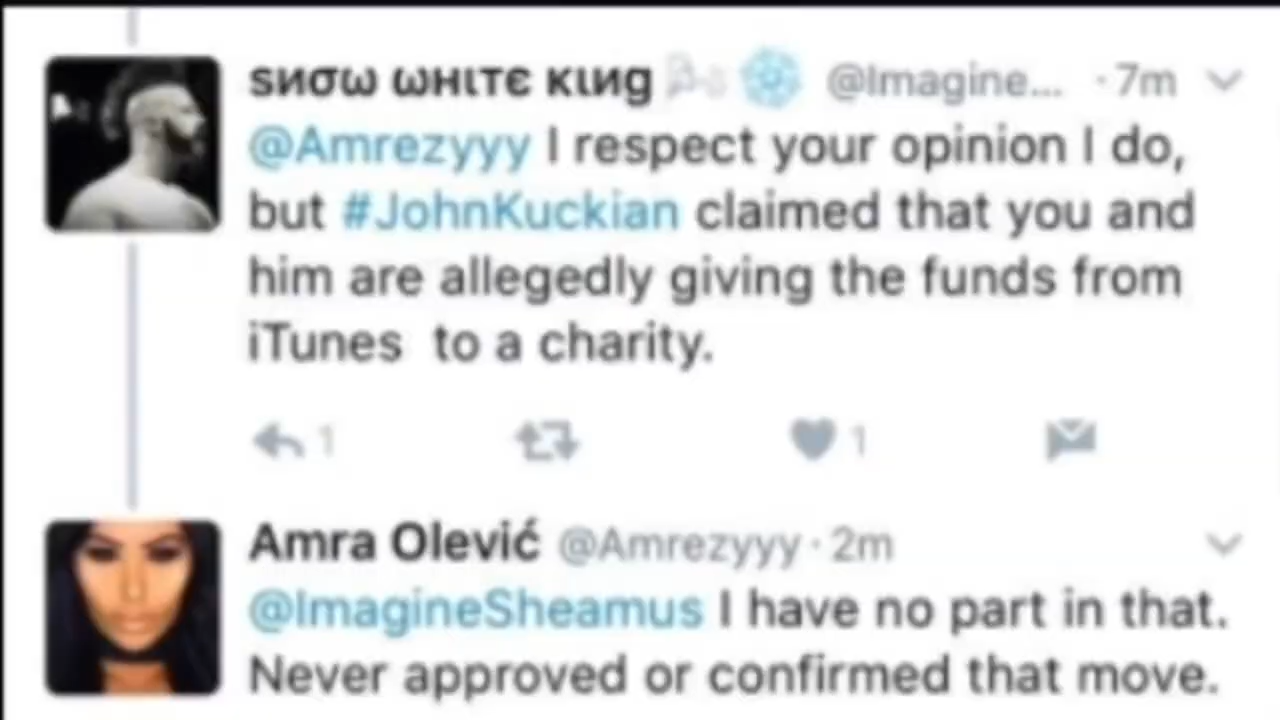 ѕиσω ωнιтє кιиg 🌬❄ @Imagine... · 7m
@Amrezyyy I respect your opinion I do,
but #JohnKuckian claimed that you and
him are allegedly giving the funds from
iTunes to a charity.
1 1
Amra Olević @Amrezyyy · 2m
@ImagineSheamus I have no part in that.
Never approved or confirmed that move.